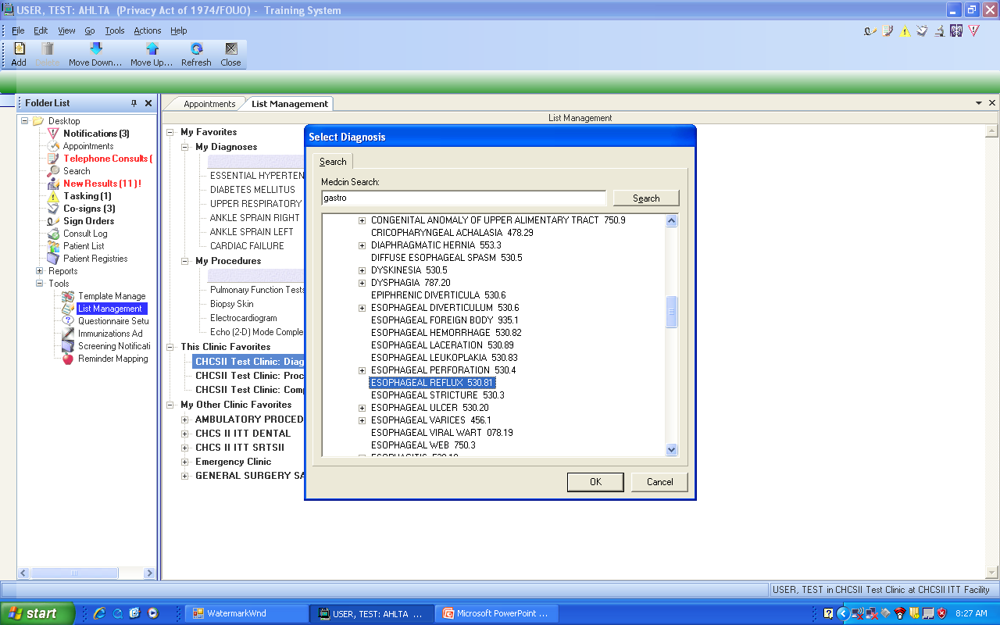 USER, TEST: AHLTA (Privacy Act of 1974/FOUO) - Training System
File Edit View Go Tools Actions Help
Add Delete Move Down... Move Up... Refresh Close
Folder List
Desktop
Notifications (3)
Appointments
Telephone Consults (
Search
New Results (11) !
Tasking (1)
Co-signs (3)
Sign Orders
Consult Log
Patient List
Patient Registries
Reports
Tools
Template Manage
List Management
Questionnaire Setu
Immunizations Ad
Screening Notificati
Reminder Mapping
Appointments List Management
List Management
My Favorites
My Diagnoses
ESSENTIAL HYPERTEN
DIABETES MELLITUS
UPPER RESPIRATORY
ANKLE SPRAIN RIGHT
ANKLE SPRAIN LEFT
CARDIAC FAILURE
My Procedures
Pulmonary Function Tests
Biopsy Skin
Electrocardiogram
Echo (2-D) Mode Comple
This Clinic Favorites
CHCSII Test Clinic: Diag
CHCSII Test Clinic: Proc
CHCSII Test Clinic: Comp
My Other Clinic Favorites
AMBULATORY PROCED
CHCS II ITT DENTAL
CHCS II ITT SRTSII
Emergency Clinic
GENERAL SURGERY SA
Select Diagnosis
Search
Medcin Search:
gastro
Search
CONGENITAL ANOMALY OF UPPER ALIMENTARY TRACT 750.9
CRICOPHARYNGEAL ACHALASIA 478.29
DIAPHRAGMATIC HERNIA 553.3
DIFFUSE ESOPHAGEAL SPASM 530.5
DYSKINESIA 530.5
DYSPHAGIA 787.20
EPIPHRENIC DIVERTICULA 530.6
ESOPHAGEAL DIVERTICULUM 530.6
ESOPHAGEAL FOREIGN BODY 935.1
ESOPHAGEAL HEMORRHAGE 530.82
ESOPHAGEAL LACERATION 530.89
ESOPHAGEAL LEUKOPLAKIA 530.83
ESOPHAGEAL PERFORATION 530.4
ESOPHAGEAL REFLUX 530.81
ESOPHAGEAL STRICTURE 530.3
ESOPHAGEAL ULCER 530.20
ESOPHAGEAL VARICES 456.1
ESOPHAGEAL VIRAL WART 078.19
ESOPHAGEAL WEB 750.3
ESOPHAGITIS 530.10
OK Cancel
USER, TEST in CHCSII Test Clinic at CHCSII ITT Facility
start WatermarkWnd USER, TEST: AHLTA ... Microsoft PowerPoint ... 8:27 AM